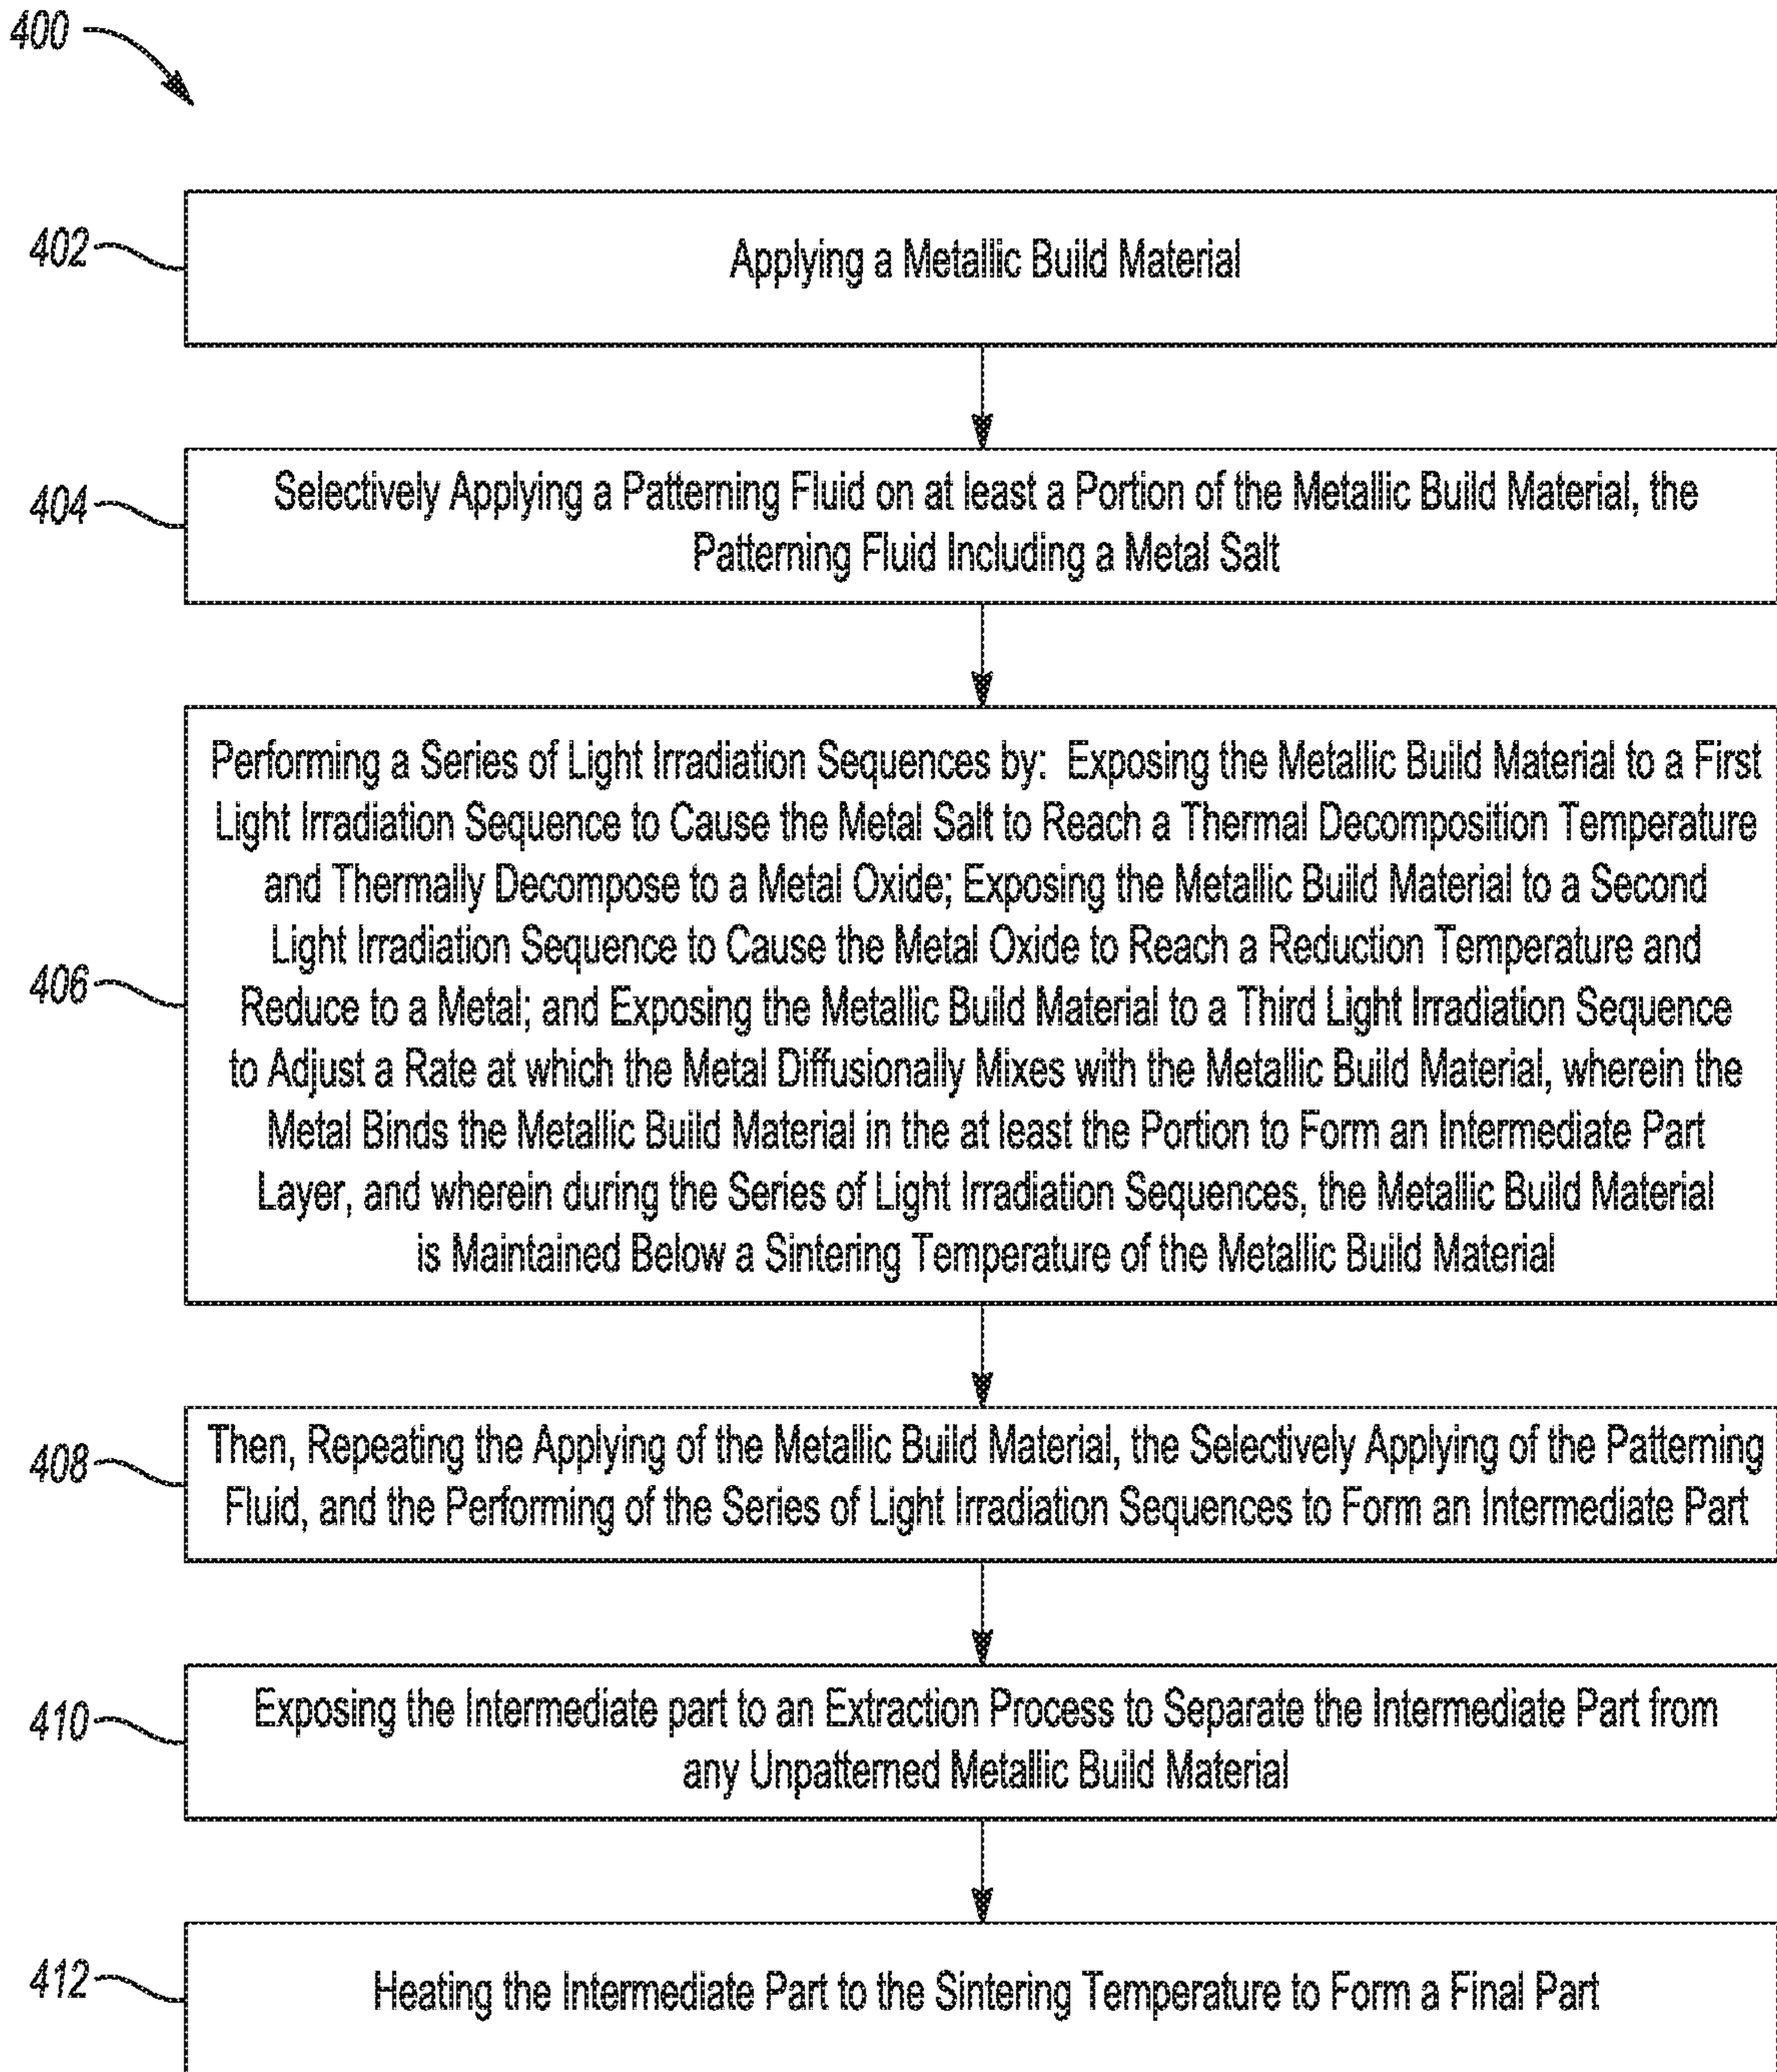 400
402
Applying a Metallic Build Material
404
Selectively Applying a Patterning Fluid on at least a Portion of the Metallic Build Material, the
Patterning Fluid Including a Metal Salt
406
Performing a Series of Light Irradiation Sequences by: Exposing the Metallic Build Material to a First
Light Irradiation Sequence to Cause the Metal Salt to Reach a Thermal Decomposition Temperature
and Thermally Decompose to a Metal Oxide; Exposing the Metallic Build Material to a Second
Light Irradiation Sequence to Cause the Metal Oxide to Reach a Reduction Temperature and
Reduce to a Metal; and Exposing the Metallic Build Material to a Third Light Irradiation Sequence
to Adjust a Rate at which the Metal Diffusionally Mixes with the Metallic Build Material, wherein the
Metal Binds the Metallic Build Material in the at least the Portion to Form an Intermediate Part
Layer, and wherein during the Series of Light Irradiation Sequences, the Metallic Build Material
is Maintained Below a Sintering Temperature of the Metallic Build Material
408
Then, Repeating the Applying of the Metallic Build Material, the Selectively Applying of the Patterning
Fluid, and the Performing of the Series of Light Irradiation Sequences to Form an Intermediate Part
410
Exposing the Intermediate part to an Extraction Process to Separate the Intermediate Part from
any Unpatterned Metallic Build Material
412
Heating the Intermediate Part to the Sintering Temperature to Form a Final Part